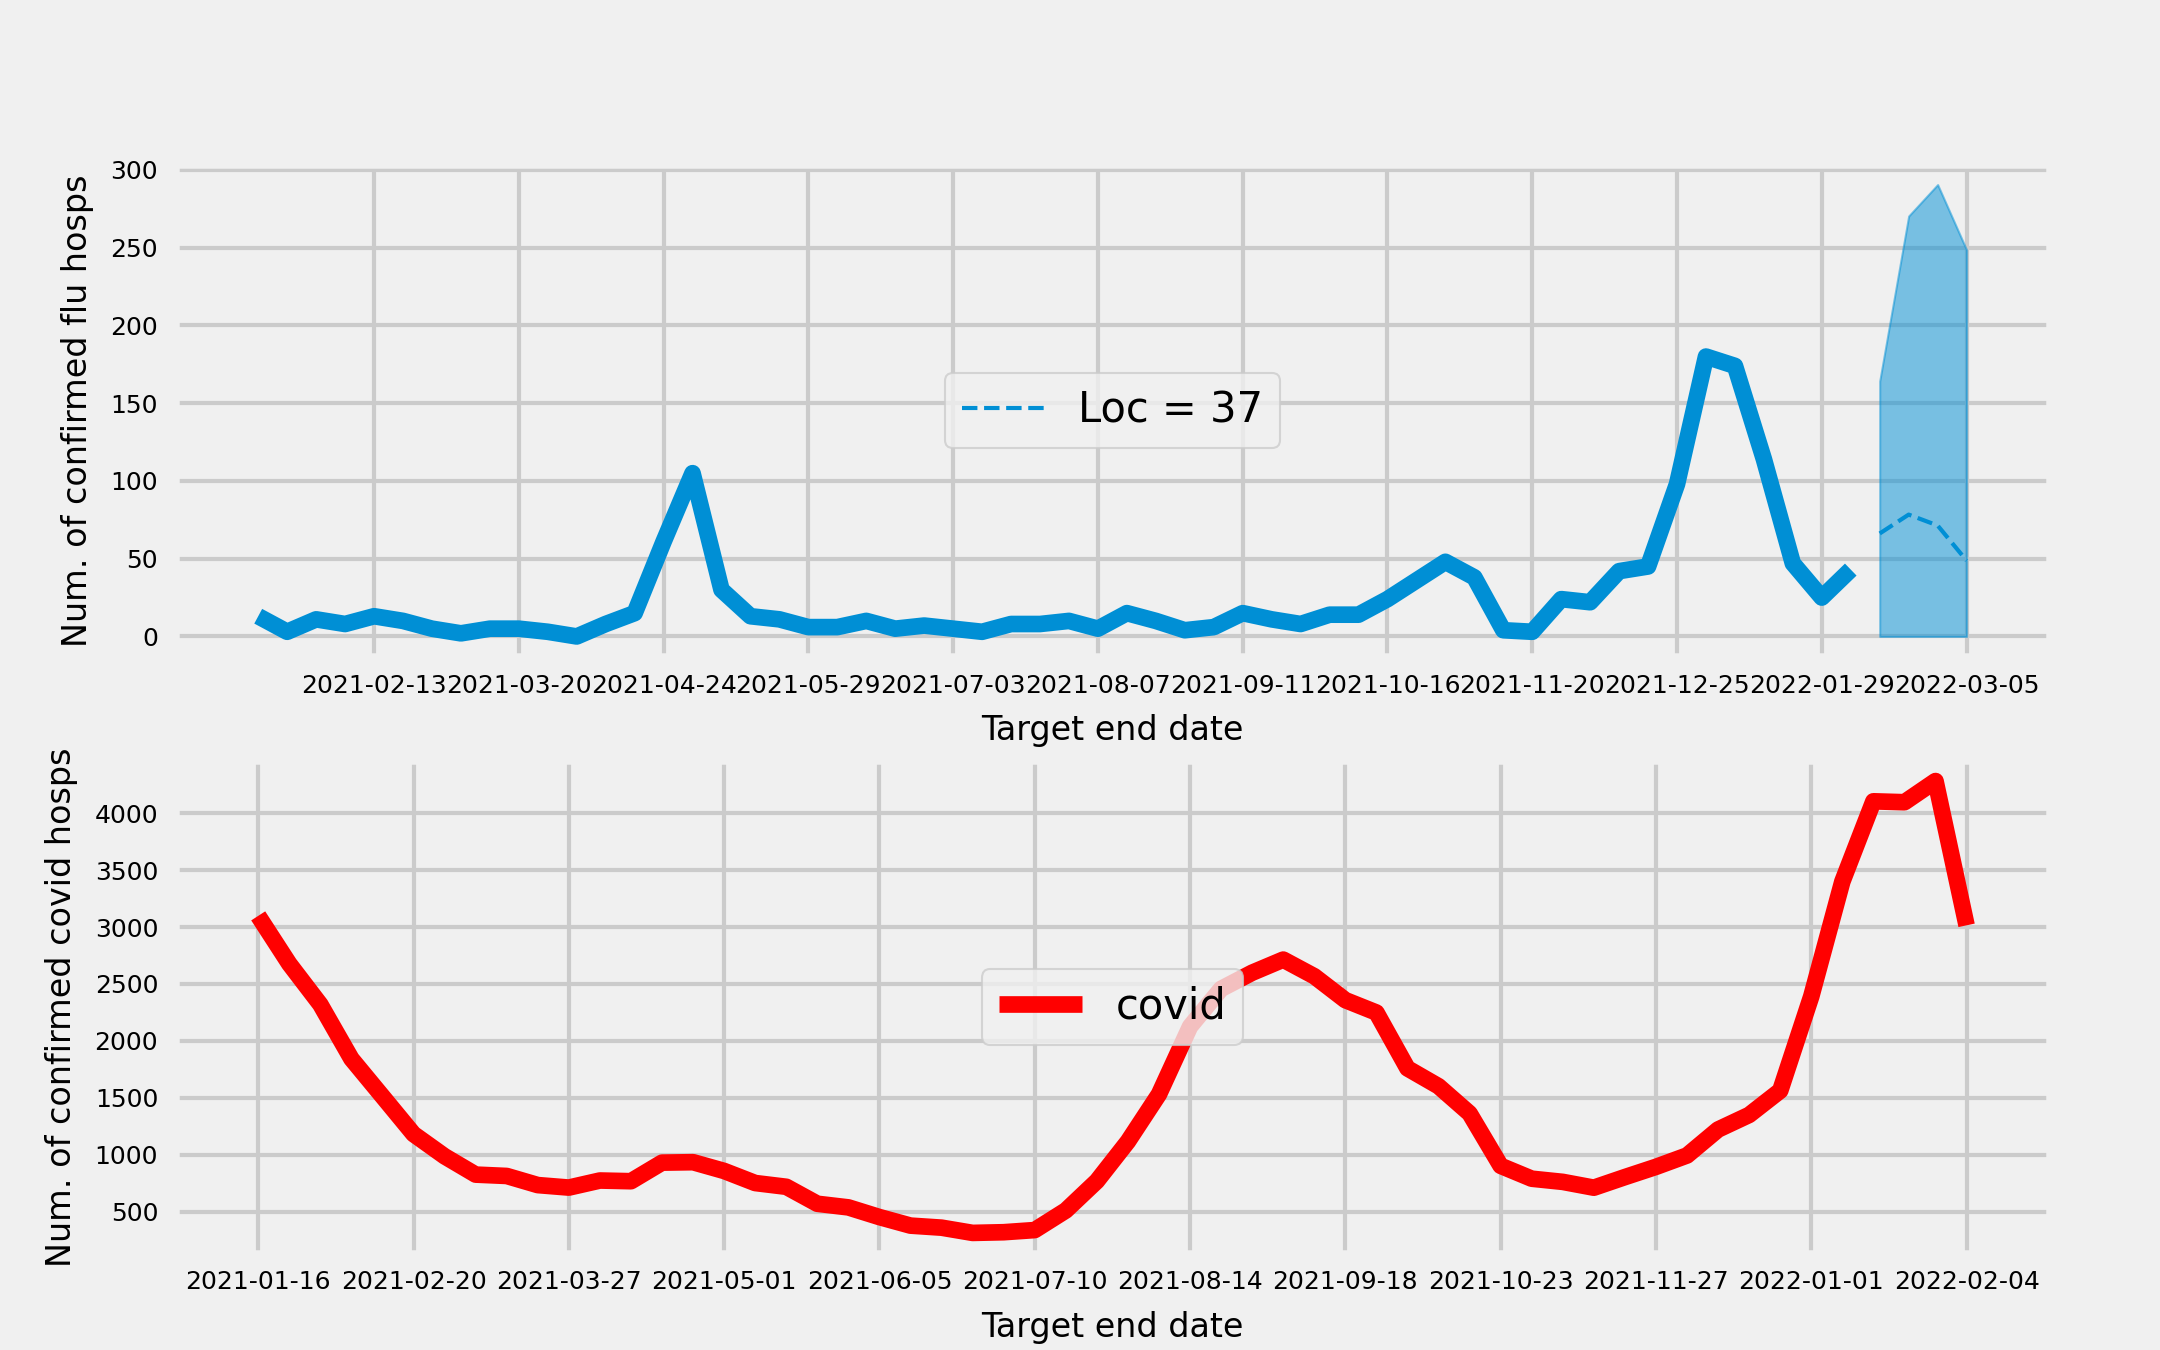 300
250
200
150
100
50
0
Num. of confirmed flu hosps
Loc = 37
2021-02-13 2021-03-20 2021-04-24 2021-05-29 2021-07-03 2021-08-07 2021-09-11 2021-10-16 2021-11-20 2021-12-25 2022-01-29 2022-03-05
Target end date
4000
3500
3000
2500
2000
1500
1000
500
Num. of confirmed covid hosps
covid
2021-01-16 2021-02-20 2021-03-27 2021-05-01 2021-06-05 2021-07-10 2021-08-14 2021-09-18 2021-10-23 2021-11-27 2022-01-01 2022-02-04
Target end date